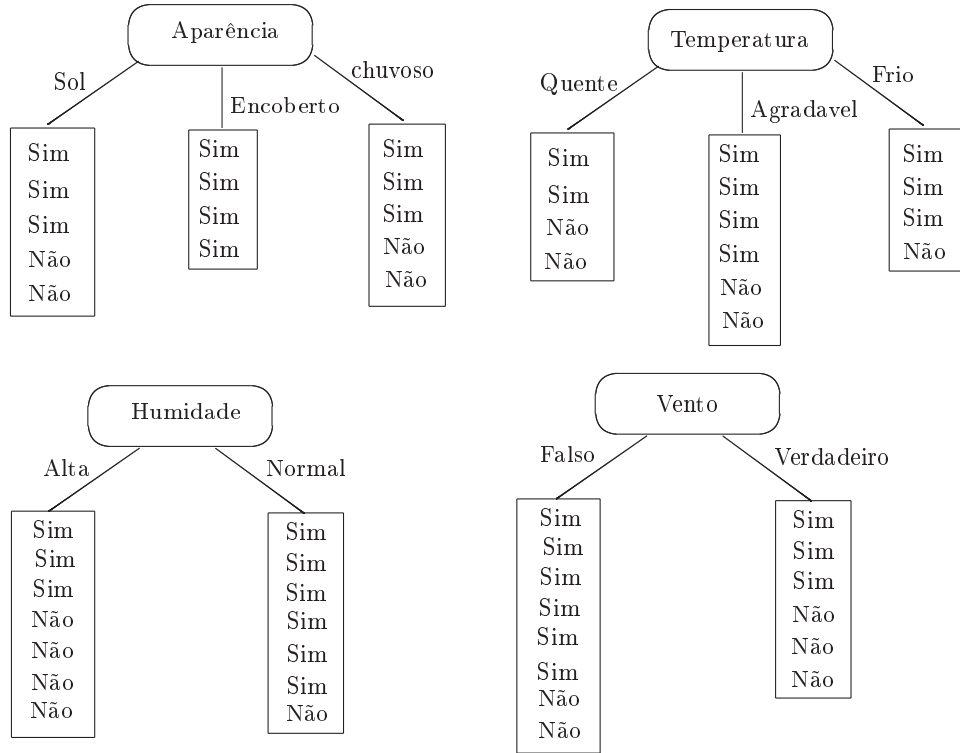 Aparência
Sol
Encoberto
chuvoso
Sim
Sim
Sim
Não
Não
Sim
Sim
Sim
Sim
Sim
Sim
Sim
Não
Não
Temperatura
Quente
Agradavel
Frio
Sim
Sim
Não
Não
Sim
Sim
Sim
Sim
Não
Não
Sim
Sim
Sim
Não
Humidade
Alta
Normal
Sim
Sim
Sim
Não
Não
Não
Não
Sim
Sim
Sim
Sim
Sim
Sim
Não
Vento
Falso
Verdadeiro
Sim
Sim
Sim
Sim
Sim
Sim
Não
Não
Sim
Sim
Sim
Não
Não
Não